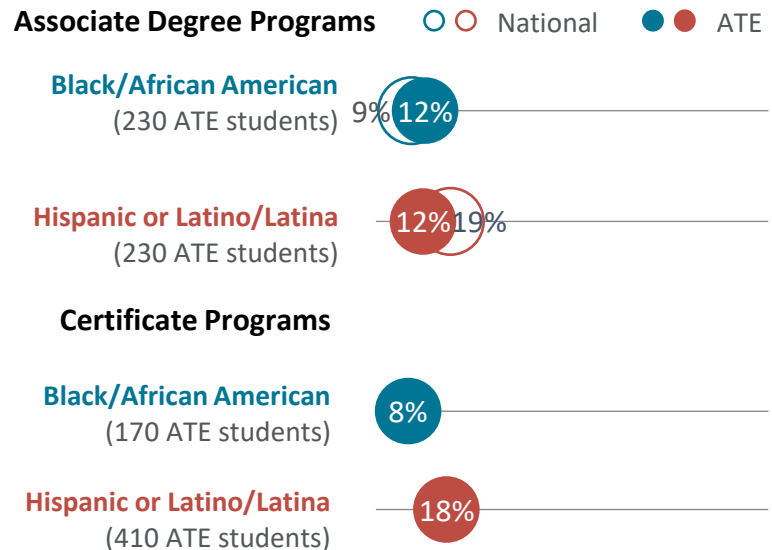 Associate Degree Programs National ATE
Black/African American
(230 ATE students)
9% 12%
Hispanic or Latino/Latina
(230 ATE students)
12% 19%
Certificate Programs
Black/African American
(170 ATE students)
8%
Hispanic or Latino/Latina
(410 ATE students)
18%